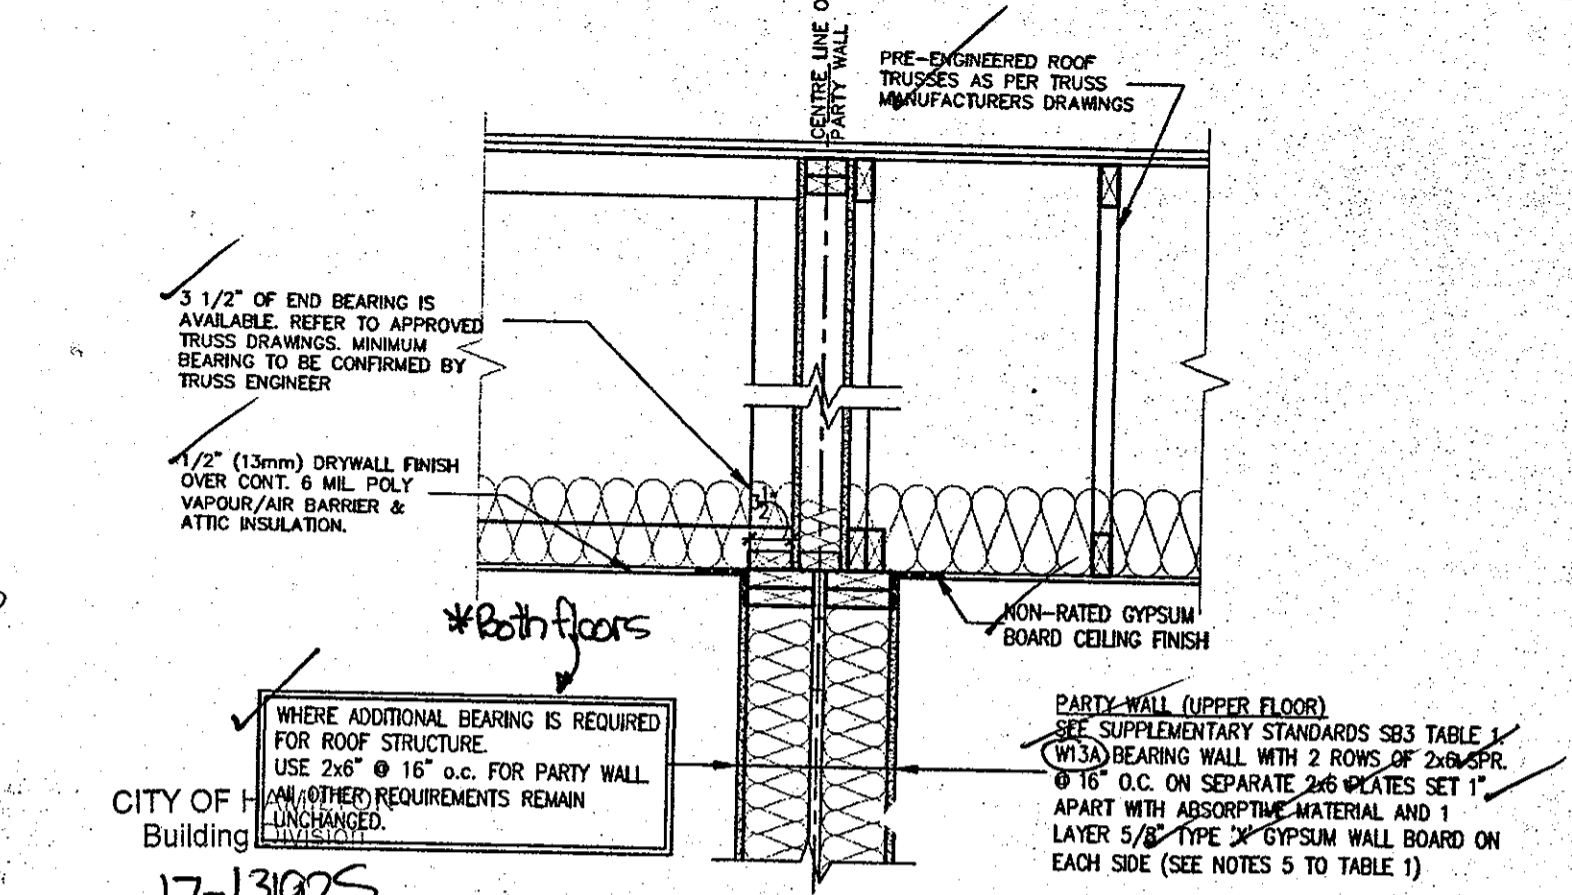 CENTRE LINE O
PARTY WALL
PRE-ENGINEERED ROOF
TRUSSES AS PER TRUSS
MANUFACTURERS DRAWINGS
3 1/2" OF END BEARING IS
AVAILABLE. REFER TO APPROVED
TRUSS DRAWINGS. MINIMUM
BEARING TO BE CONFIRMED BY
TRUSS ENGINEER
1/2" (13mm) DRYWALL FINISH
OVER CONT. 6 MIL POLY
VAPOUR/AIR BARRIER &
ATTIC INSULATION.
3 1/2"
NON-RATED GYPSUM
BOARD CEILING FINISH
*Both floors
WHERE ADDITIONAL BEARING IS REQUIRED
FOR ROOF STRUCTURE.
USE 2x6" @ 16" o.c. FOR PARTY WALL
ALL OTHER REQUIREMENTS REMAIN
UNCHANGED.
CITY OF HAMILTON
Building Division
PARTY WALL (UPPER FLOOR)
SEE SUPPLEMENTARY STANDARDS SB3 TABLE 1.
W13A BEARING WALL WITH 2 ROWS OF 2x6 SPR.
@ 16" O.C. ON SEPARATE 2x6 PLATES SET 1"
APART WITH ABSORPTIVE MATERIAL AND 1
LAYER 5/8" TYPE 'X' GYPSUM WALL BOARD ON
EACH SIDE (SEE NOTES 5 TO TABLE 1)